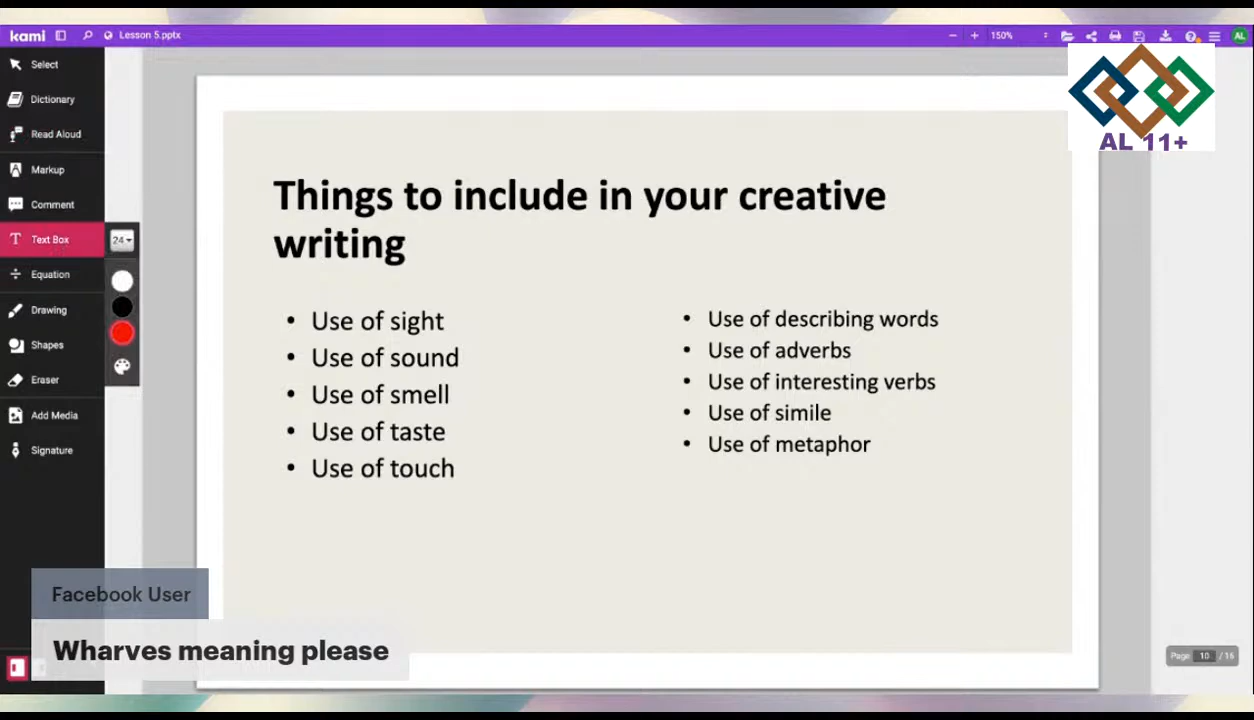 kami
Lesson 5.pptx
150%
AL
Select
Dictionary
Read Aloud
Markup
Comment
Text Box
24
Equation
Drawing
Shapes
Eraser
Add Media
Signature
AL 11+
Things to include in your creative
writing
• Use of sight
• Use of sound
• Use of smell
• Use of taste
• Use of touch
• Use of describing words
• Use of adverbs
• Use of interesting verbs
• Use of simile
• Use of metaphor
Facebook User
Wharves meaning please
Page 10 / 16